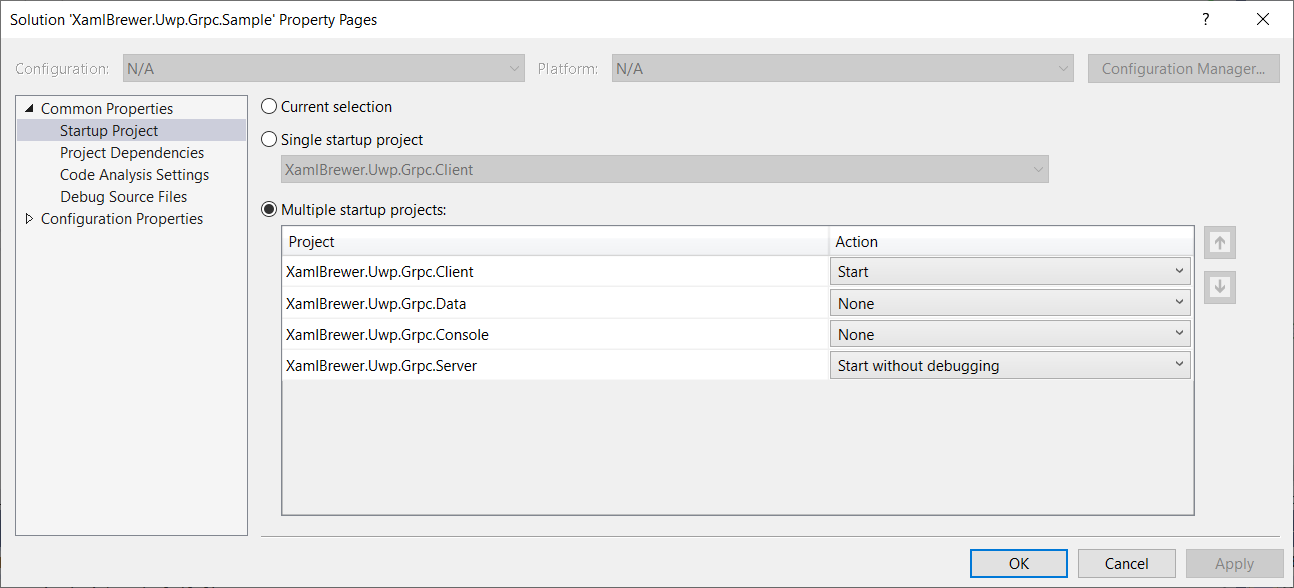 Solution 'XamlBrewer.Uwp.Grpc.Sample' Property Pages ?
Configuration: N/A Platform: N/A Configuration Manager...
Common Properties
Startup Project
Project Dependencies
Code Analysis Settings
Debug Source Files
Configuration Properties
Current selection
Single startup project
XamlBrewer.Uwp.Grpc.Client
Multiple startup projects:
Project Action
XamlBrewer.Uwp.Grpc.Client Start
XamlBrewer.Uwp.Grpc.Data None
XamlBrewer.Uwp.Grpc.Console None
XamlBrewer.Uwp.Grpc.Server Start without debugging
OK Cancel Apply